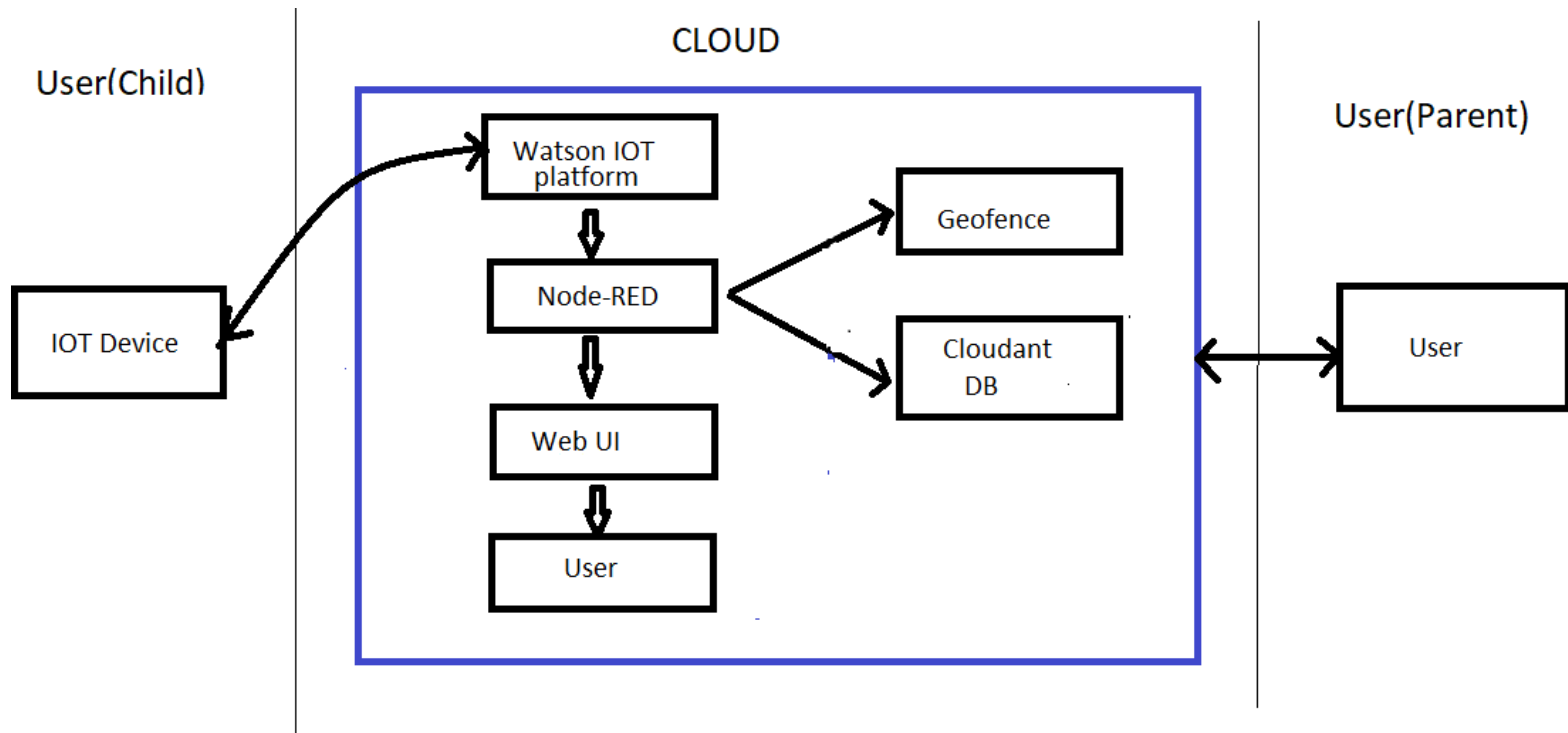 CLOUD
User(Child)
User(Parent)
Watson IOT
platform
Geofence
Node-RED
IOT Device
Cloudant
DB
User
Web UI
User